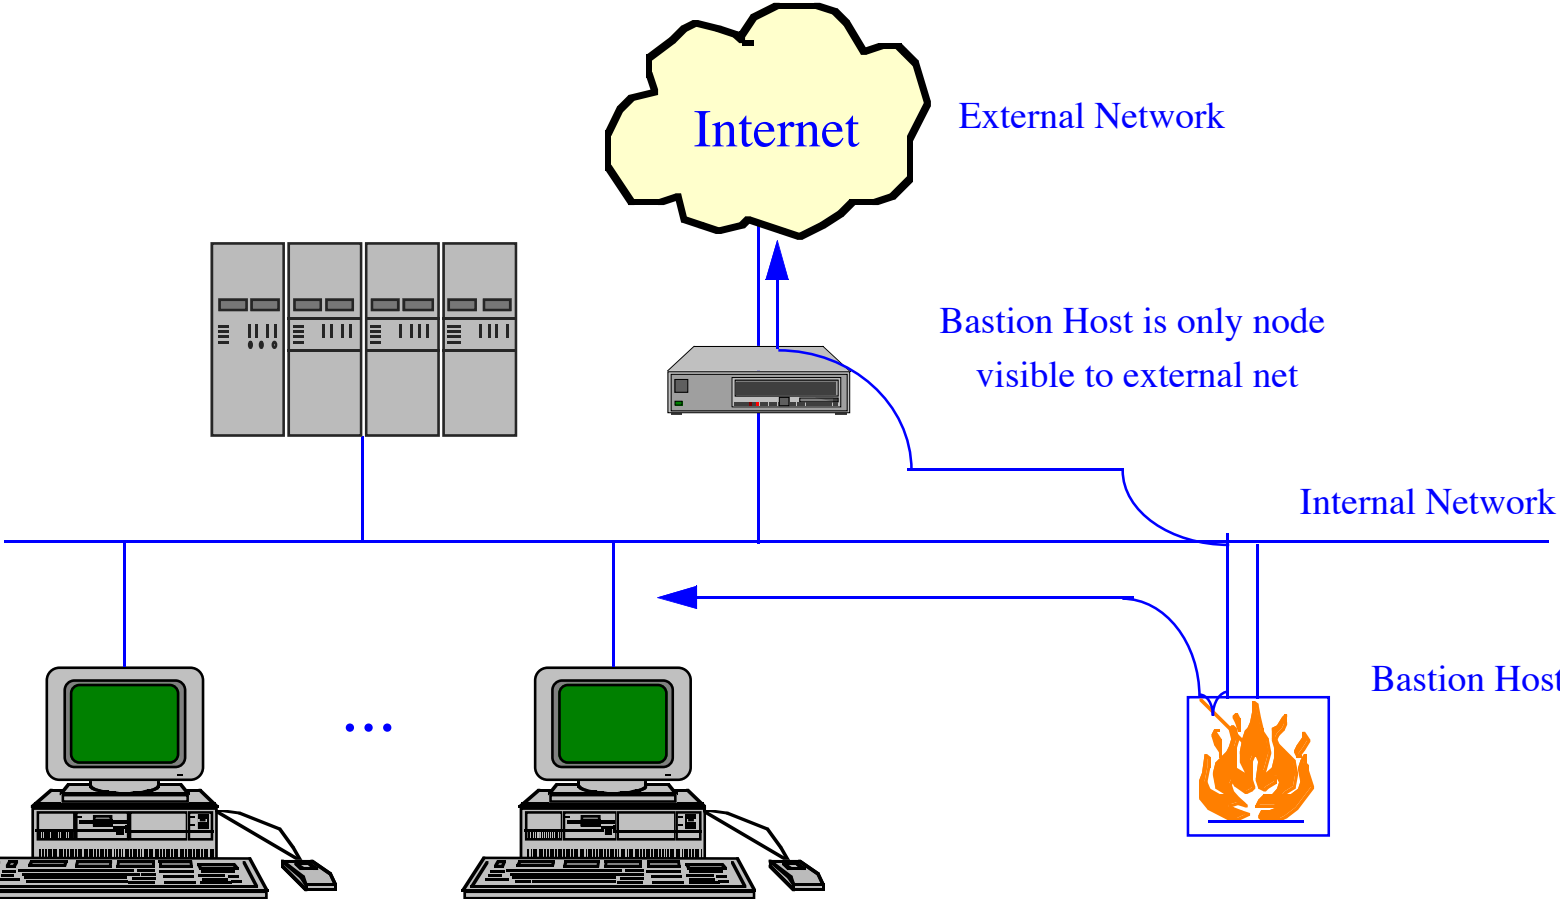 Internet
External Network
Bastion Host is only node
visible to external net
Internal Network
Bastion Host
...